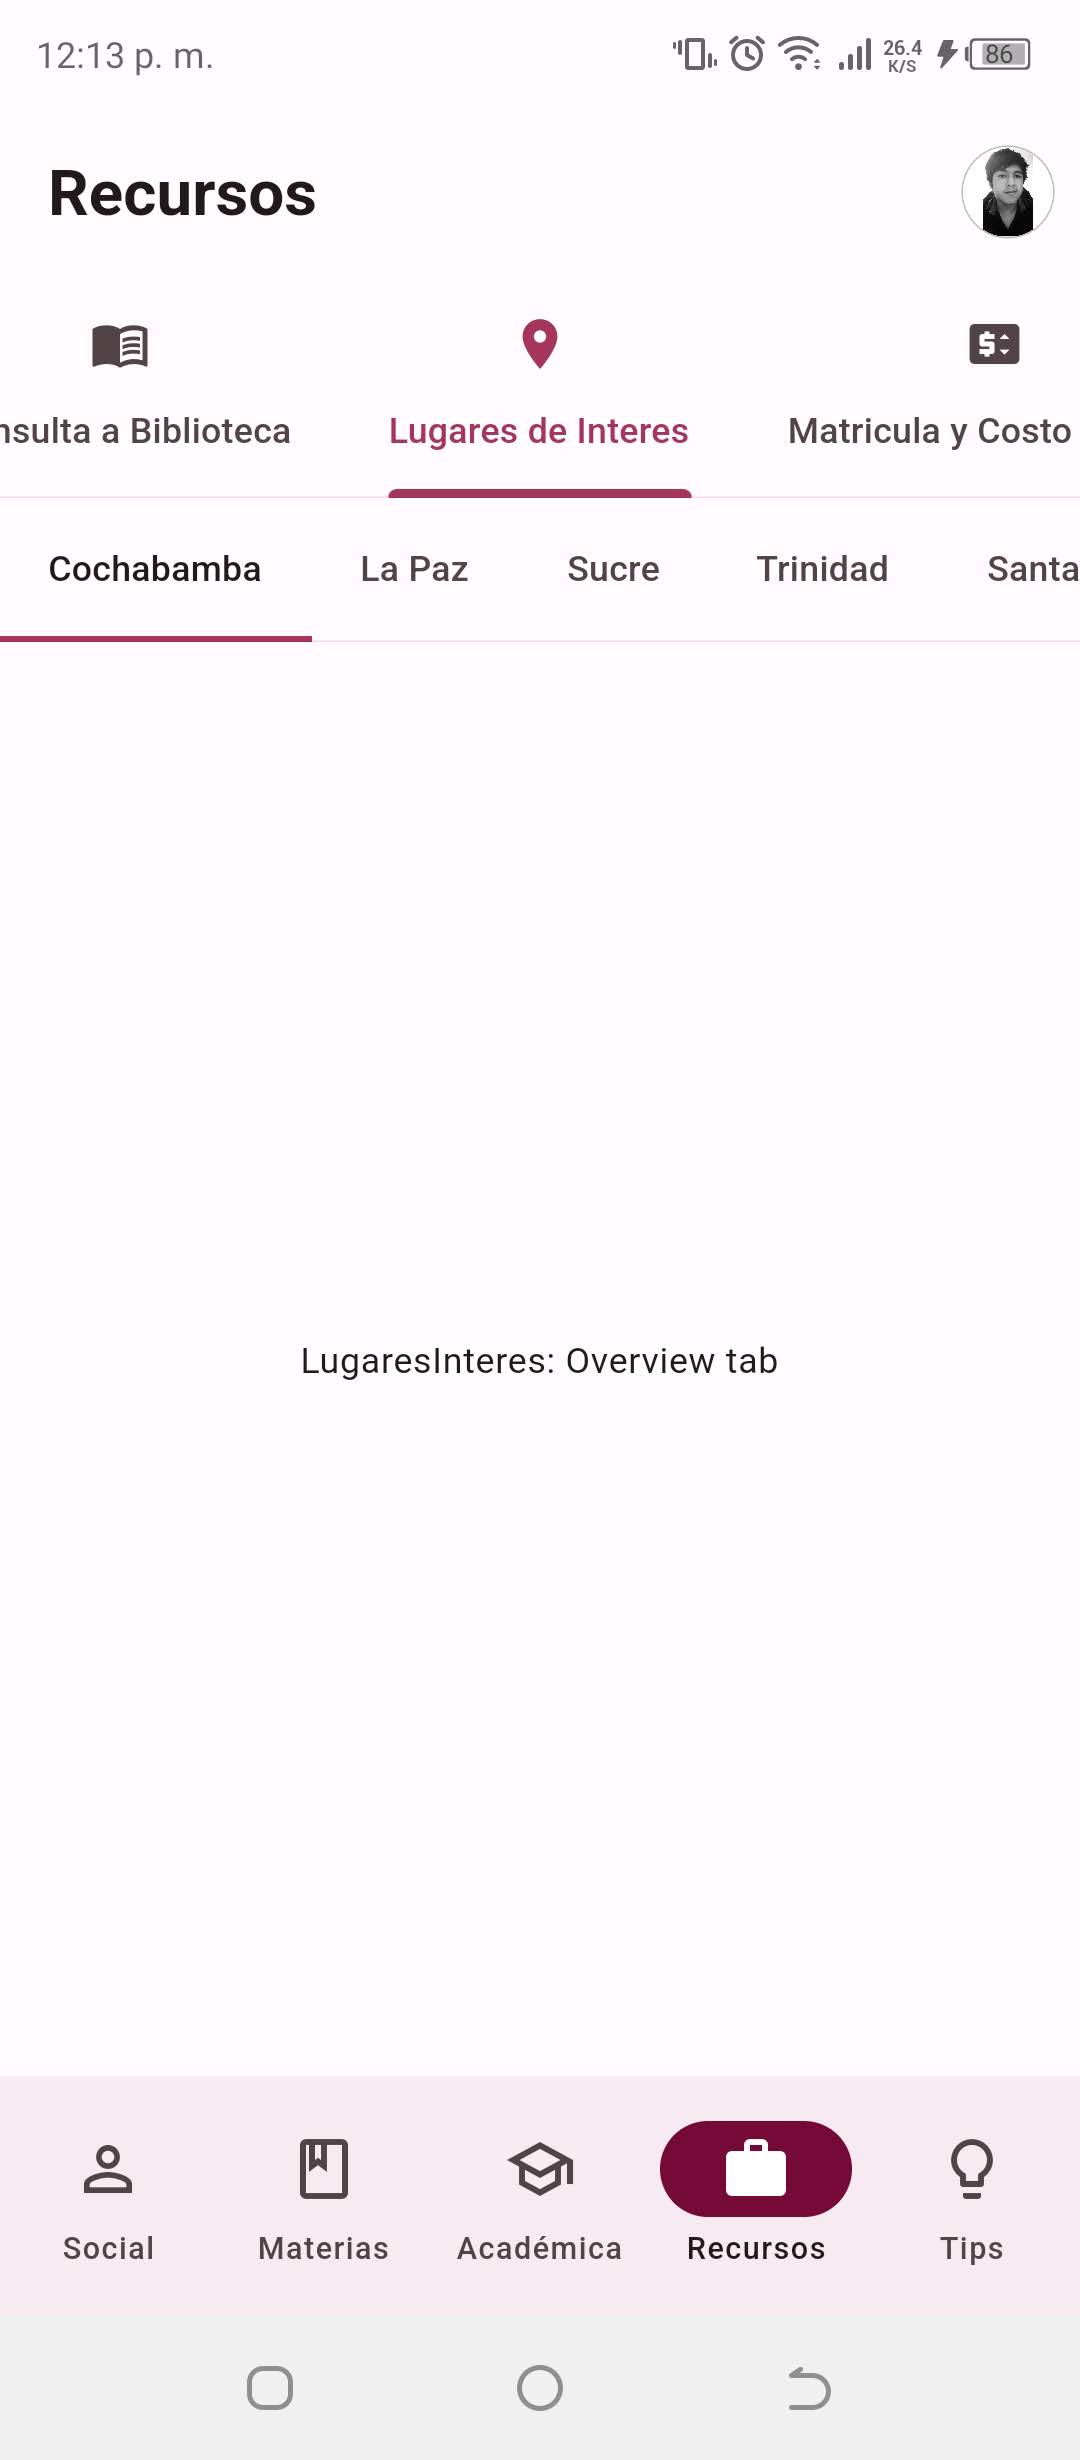 12:13 p. m.
26.4
K/S
86
Recursos
nsulta a Biblioteca
Lugares de Interes
Matricula y Costo
Cochabamba
La Paz
Sucre
Trinidad
Santa
LugaresInteres: Overview tab
Social
Materias
Académica
Recursos
Tips